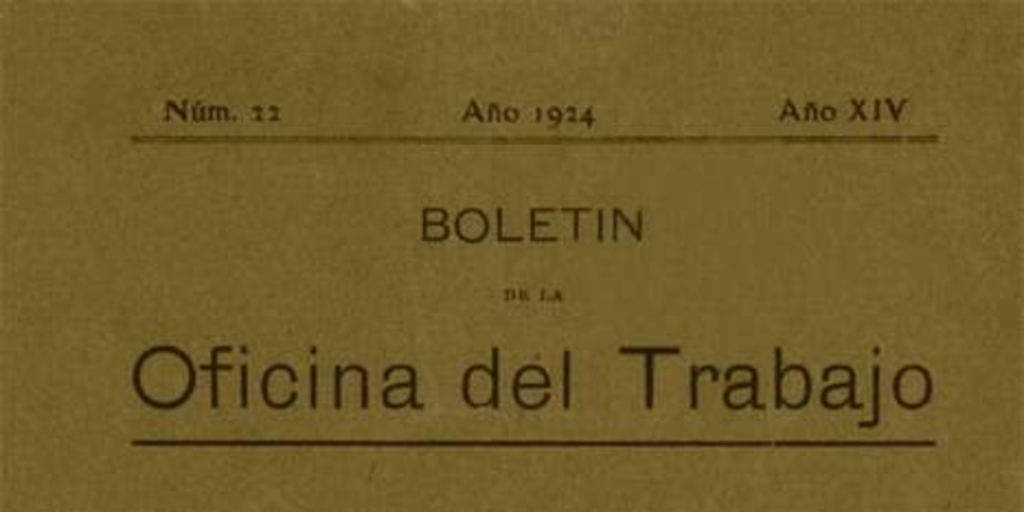 Núm. 22 Año 1924 Año XIV
BOLETIN
DE LA
Oficina del Trabajo